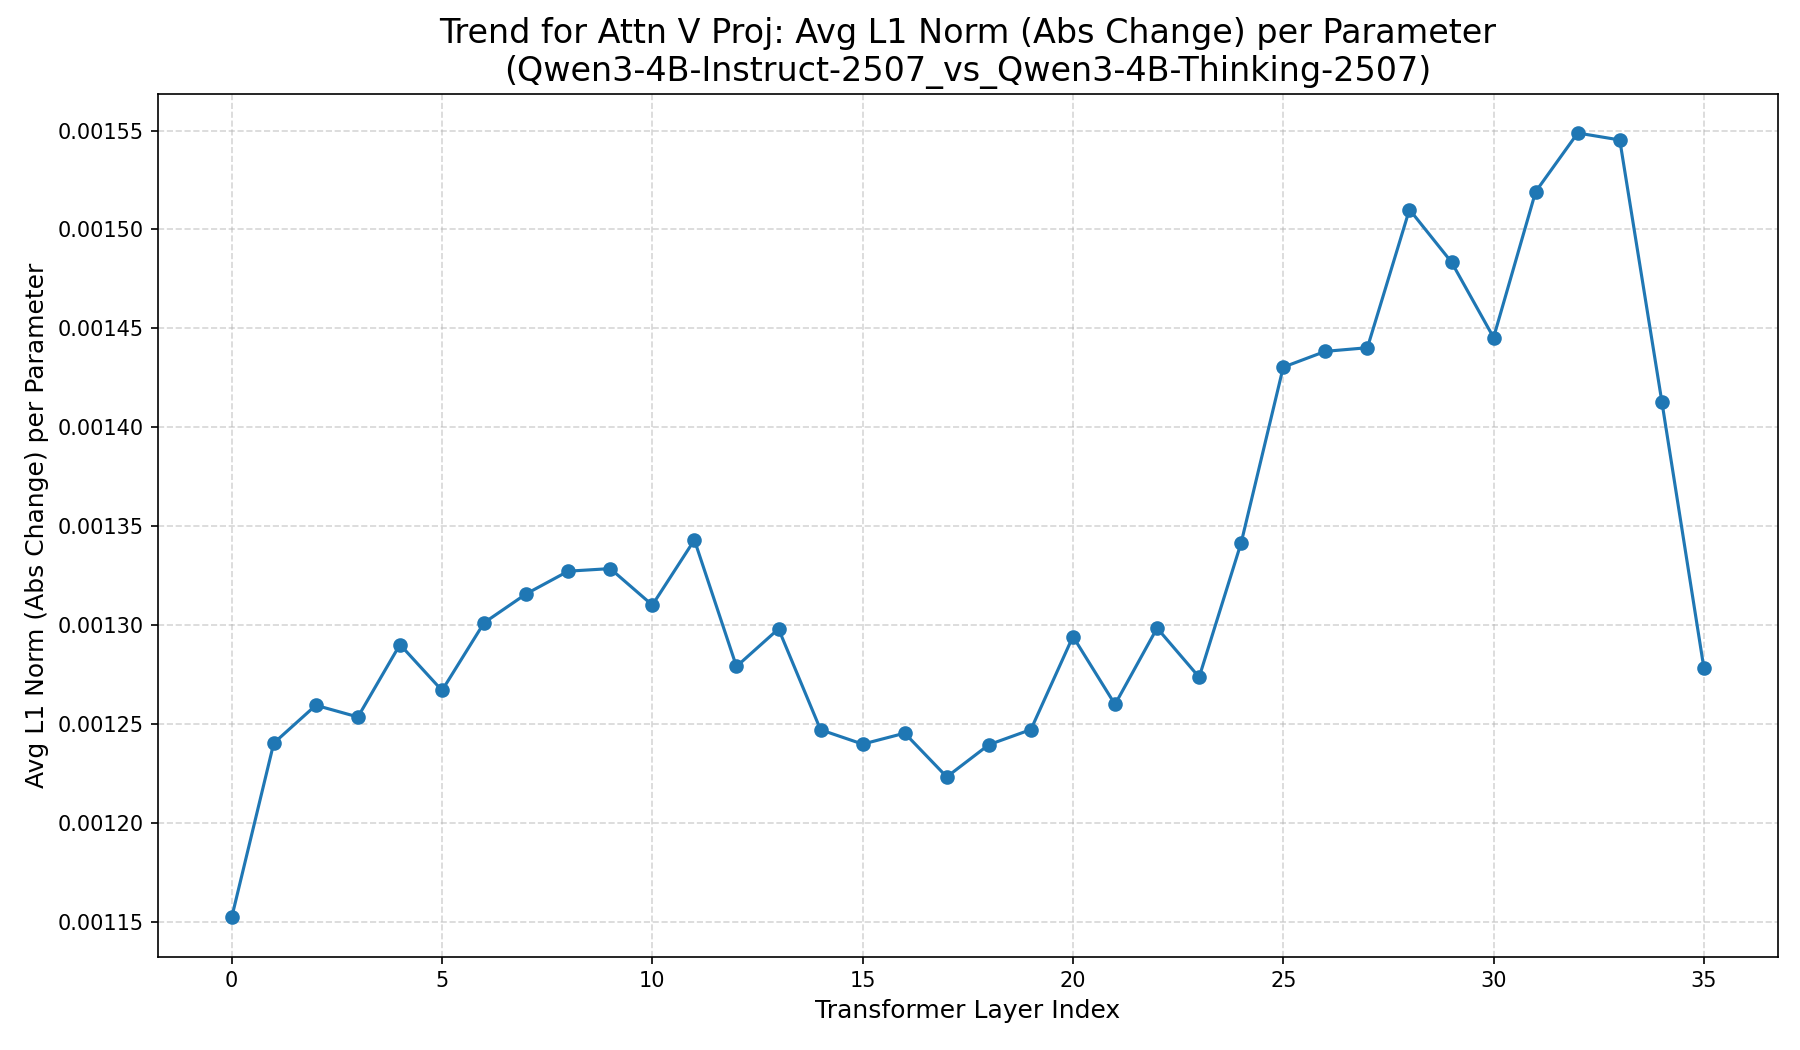 Trend for Attn V Proj: Avg L1 Norm (Abs Change) per Parameter
(Qwen3-4B-Instruct-2507_vs_Qwen3-4B-Thinking-2507)
Avg L1 Norm (Abs Change) per Parameter
0.00155
0.00150
0.00145
0.00140
0.00135
0.00130
0.00125
0.00120
0.00115
0 5 10 15 20 25 30 35
Transformer Layer Index